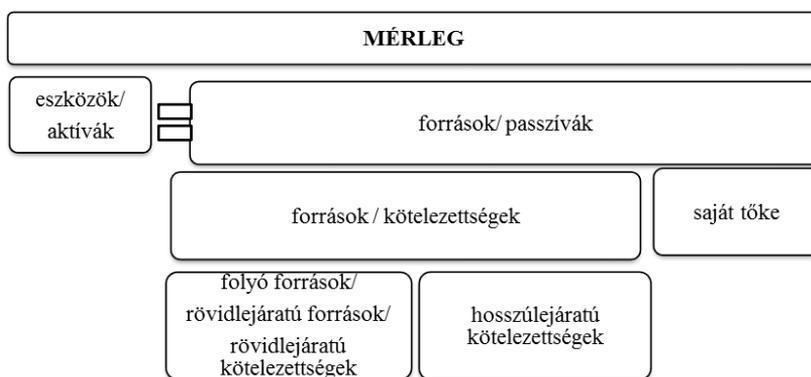 MÉRLEG
eszközök/
aktívák
források/ passzívák
források / kötelezettségek
saját tőke
folyó források/
rövidlejáratú források/
rövidlejáratú
kötelezettségek
hosszúlejáratú
kötelezettségek